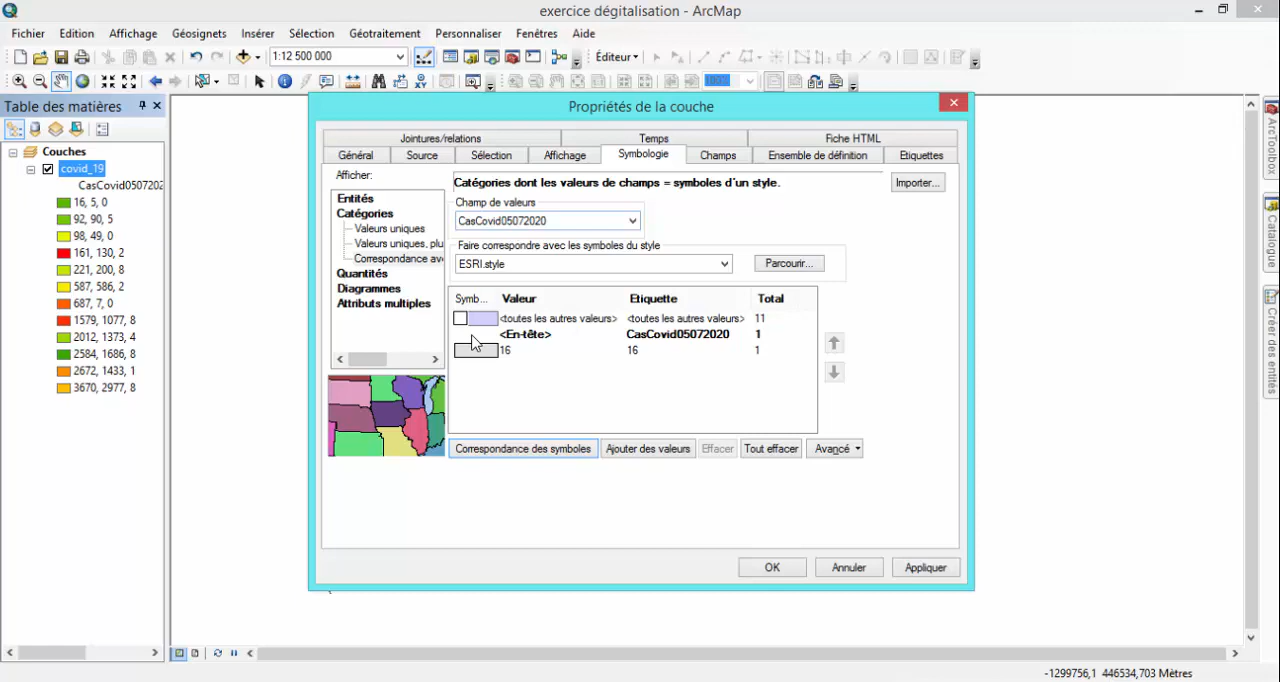 exercice dégitalisation - ArcMap
Fichier Edition Affichage Géosignets Insérer Sélection Géotraitement Personnaliser Fenêtres Aide
1:12 500 000 Éditeur
100%
Table des matières
Couches
covid_19
CasCovid0507202
16, 5, 0
92, 90, 5
98, 49, 0
161, 130, 2
221, 200, 8
587, 586, 2
687, 7, 0
1579, 1077, 8
2012, 1373, 4
2584, 1686, 8
2672, 1433, 1
3670, 2977, 8
Propriétés de la couche
Jointures/relations Temps Fiche HTML
Général Source Sélection Affichage Symbologie Champs Ensemble de définition Etiquettes
Afficher:
Entités
Catégories
Valeurs uniques
Valeurs uniques, plu
Correspondance ave
Quantités
Diagrammes
Attributs multiples
Catégories dont les valeurs de champs = symboles d'un style.
Importer...
Champ de valeurs
CasCovid05072020
Faire correspondre avec les symboles du style
ESRI.style
Parcourir...
Symb... Valeur Etiquette Total
<toutes les autres valeurs> <toutes les autres valeurs> 11
<En-tête> CasCovid05072020 1
16 16 1
Correspondance des symboles Ajouter des valeurs Effacer Tout effacer Avancé
OK Annuler Appliquer
ArcToolbox
Catalogue
Créer des entités
-1299756,1 446534,703 Mètres